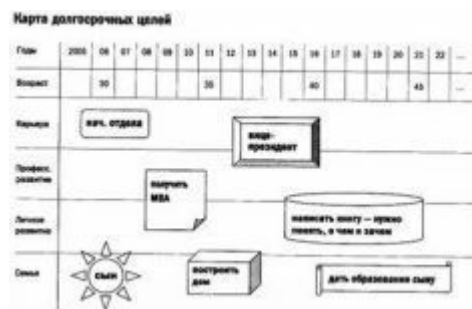 Карта долгосрочных целей
Годы 2005 06 07 08 09 10 11 12 13 14 15 16 17 18 19 20 21 22 ...
Возраст 30 35 40 45 ...
Карьера
нач. отдела
вице-
президент
Професс.
развитие
получить
MBA
Личное
развитие
написать книгу — нужно
понять, о чем и зачем
Семья
сын
построить
дом
дать образование сыну